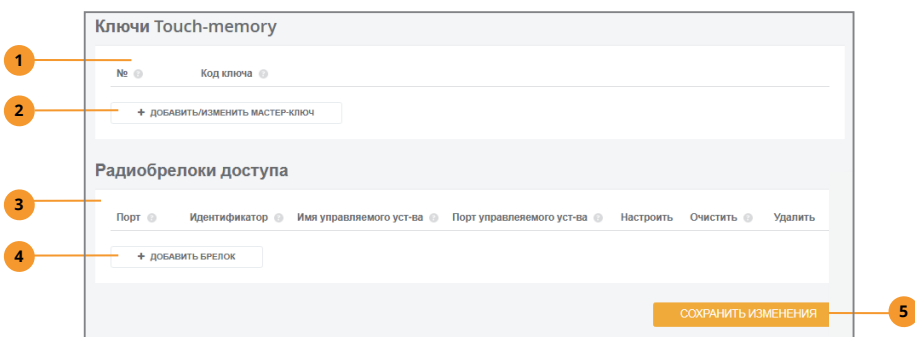 Ключи Touch-memory
1
№ ? Код ключа ?
2
+ ДОБАВИТЬ/ИЗМЕНИТЬ МАСТЕР-КЛЮЧ
Радиобрелоки доступа
3
Порт ? Идентификатор ? Имя управляемого уст-ва ? Порт управляемого уст-ва ? Настроить Очистить ? Удалить
4
+ ДОБАВИТЬ БРЕЛОК
СОХРАНИТЬ ИЗМЕНЕНИЯ
5